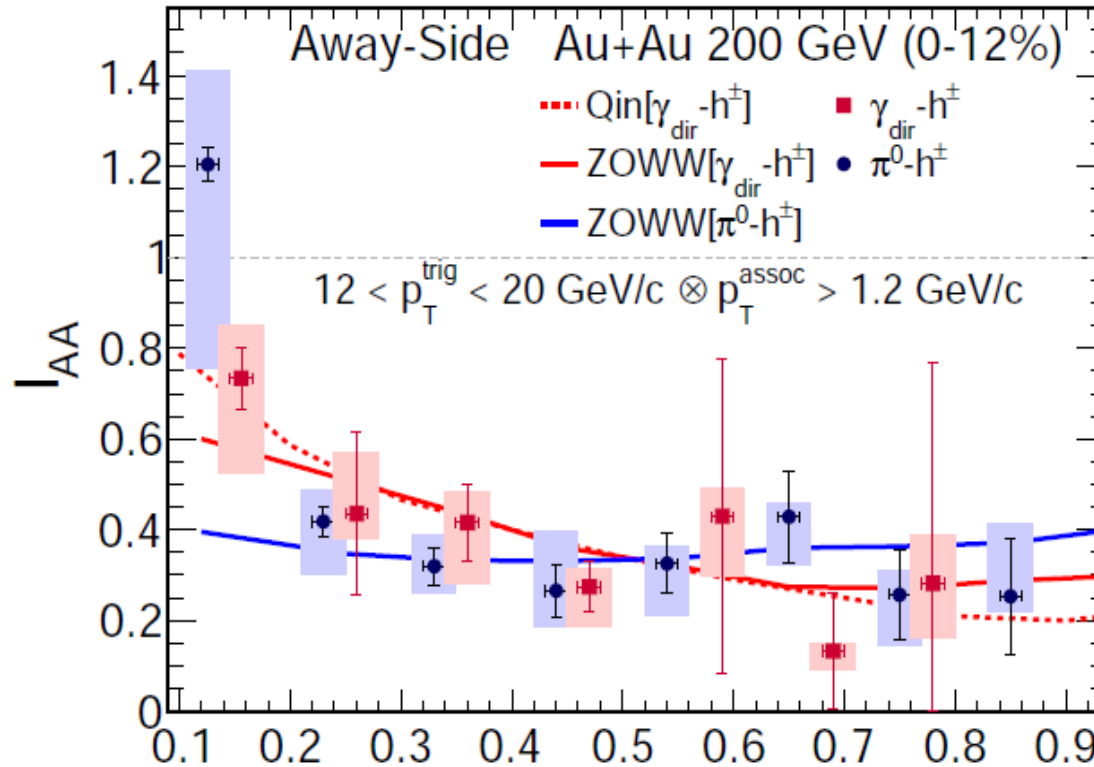 Away-Side Au+Au 200 GeV (0-12%)
Qin[γdir-h±]
γdir-h±
ZOWW[γdir-h±]
π0-h±
ZOWW[π0-h±]
12 < pTtrig < 20 GeV/c ⊗ pTassoc > 1.2 GeV/c
IAA
1.4
1.2
1
0.8
0.6
0.4
0.2
0
0.1 0.2 0.3 0.4 0.5 0.6 0.7 0.8 0.9